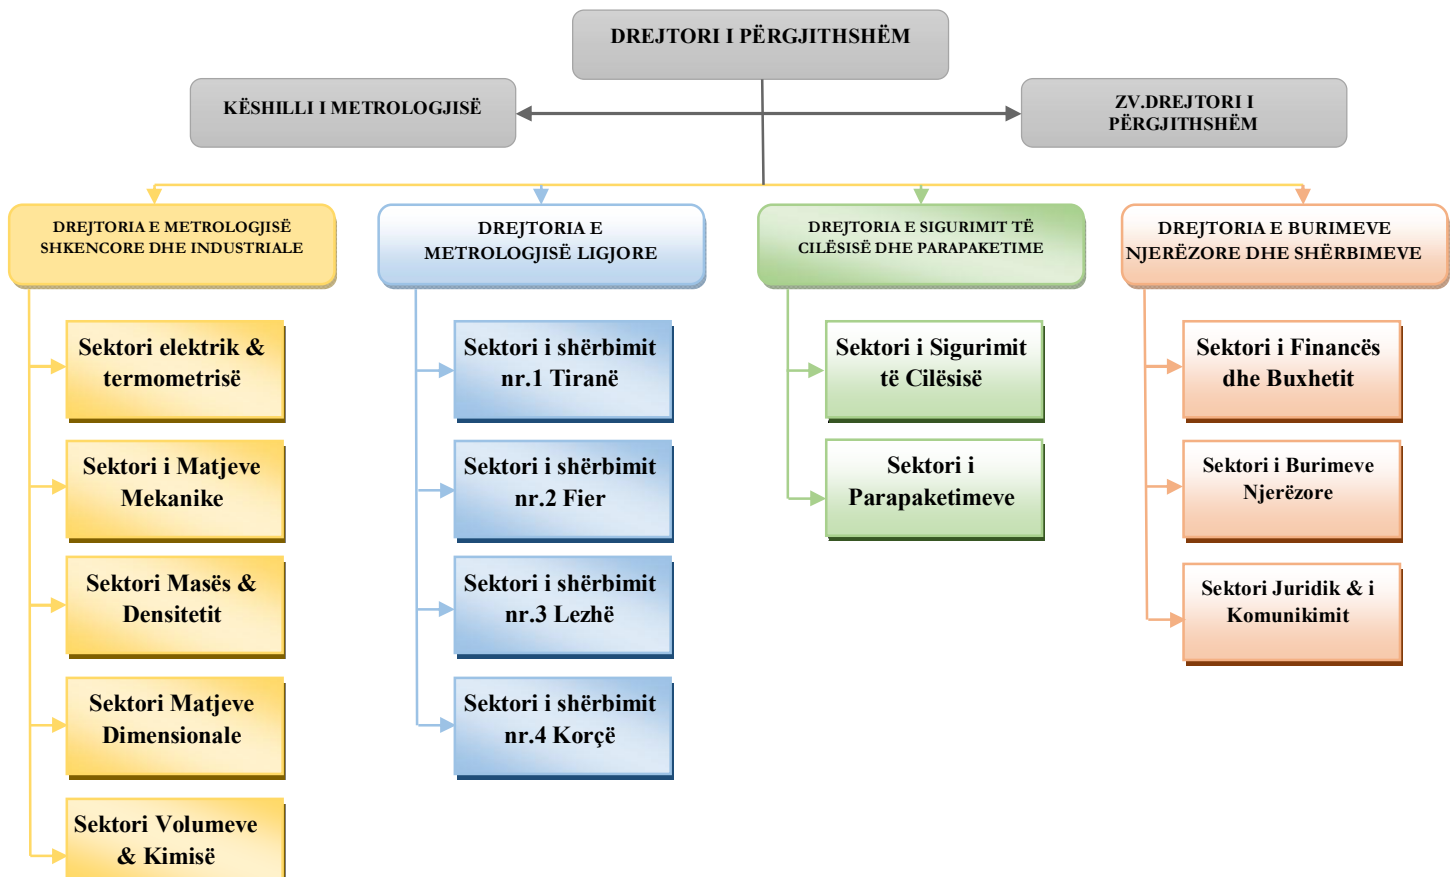 DREJTORI I PËRGJITHSHËM
KËSHILLI I METROLOGJISË
ZV.DREJTORI I
PËRGJITHSHËM
DREJTORIA E METROLOGJISË
SHKENCORE DHE INDUSTRIALE
DREJTORIA E
METROLOGJISË LIGJORE
DREJTORIA E SIGURIMIT TË
CILËSISË DHE PARAPAKETIME
DREJTORIA E BURIMEVE
NJERËZORE DHE SHËRBIMEVE
Sektori elektrik &
termometrisë
Sektori i Matjeve
Mekanike
Sektori Masës &
Densitetit
Sektori Matjeve
Dimensionale
Sektori Volumeve
& Kimisë
Sektori i shërbimit
nr.1 Tiranë
Sektori i shërbimit
nr.2 Fier
Sektori i shërbimit
nr.3 Lezhë
Sektori i shërbimit
nr.4 Korçë
Sektori i Sigurimit
të Cilësisë
Sektori i
Parapaketimeve
Sektori i Financës
dhe Buxhetit
Sektori i Burimeve
Njerëzore
Sektori Juridik & i
Komunikimit